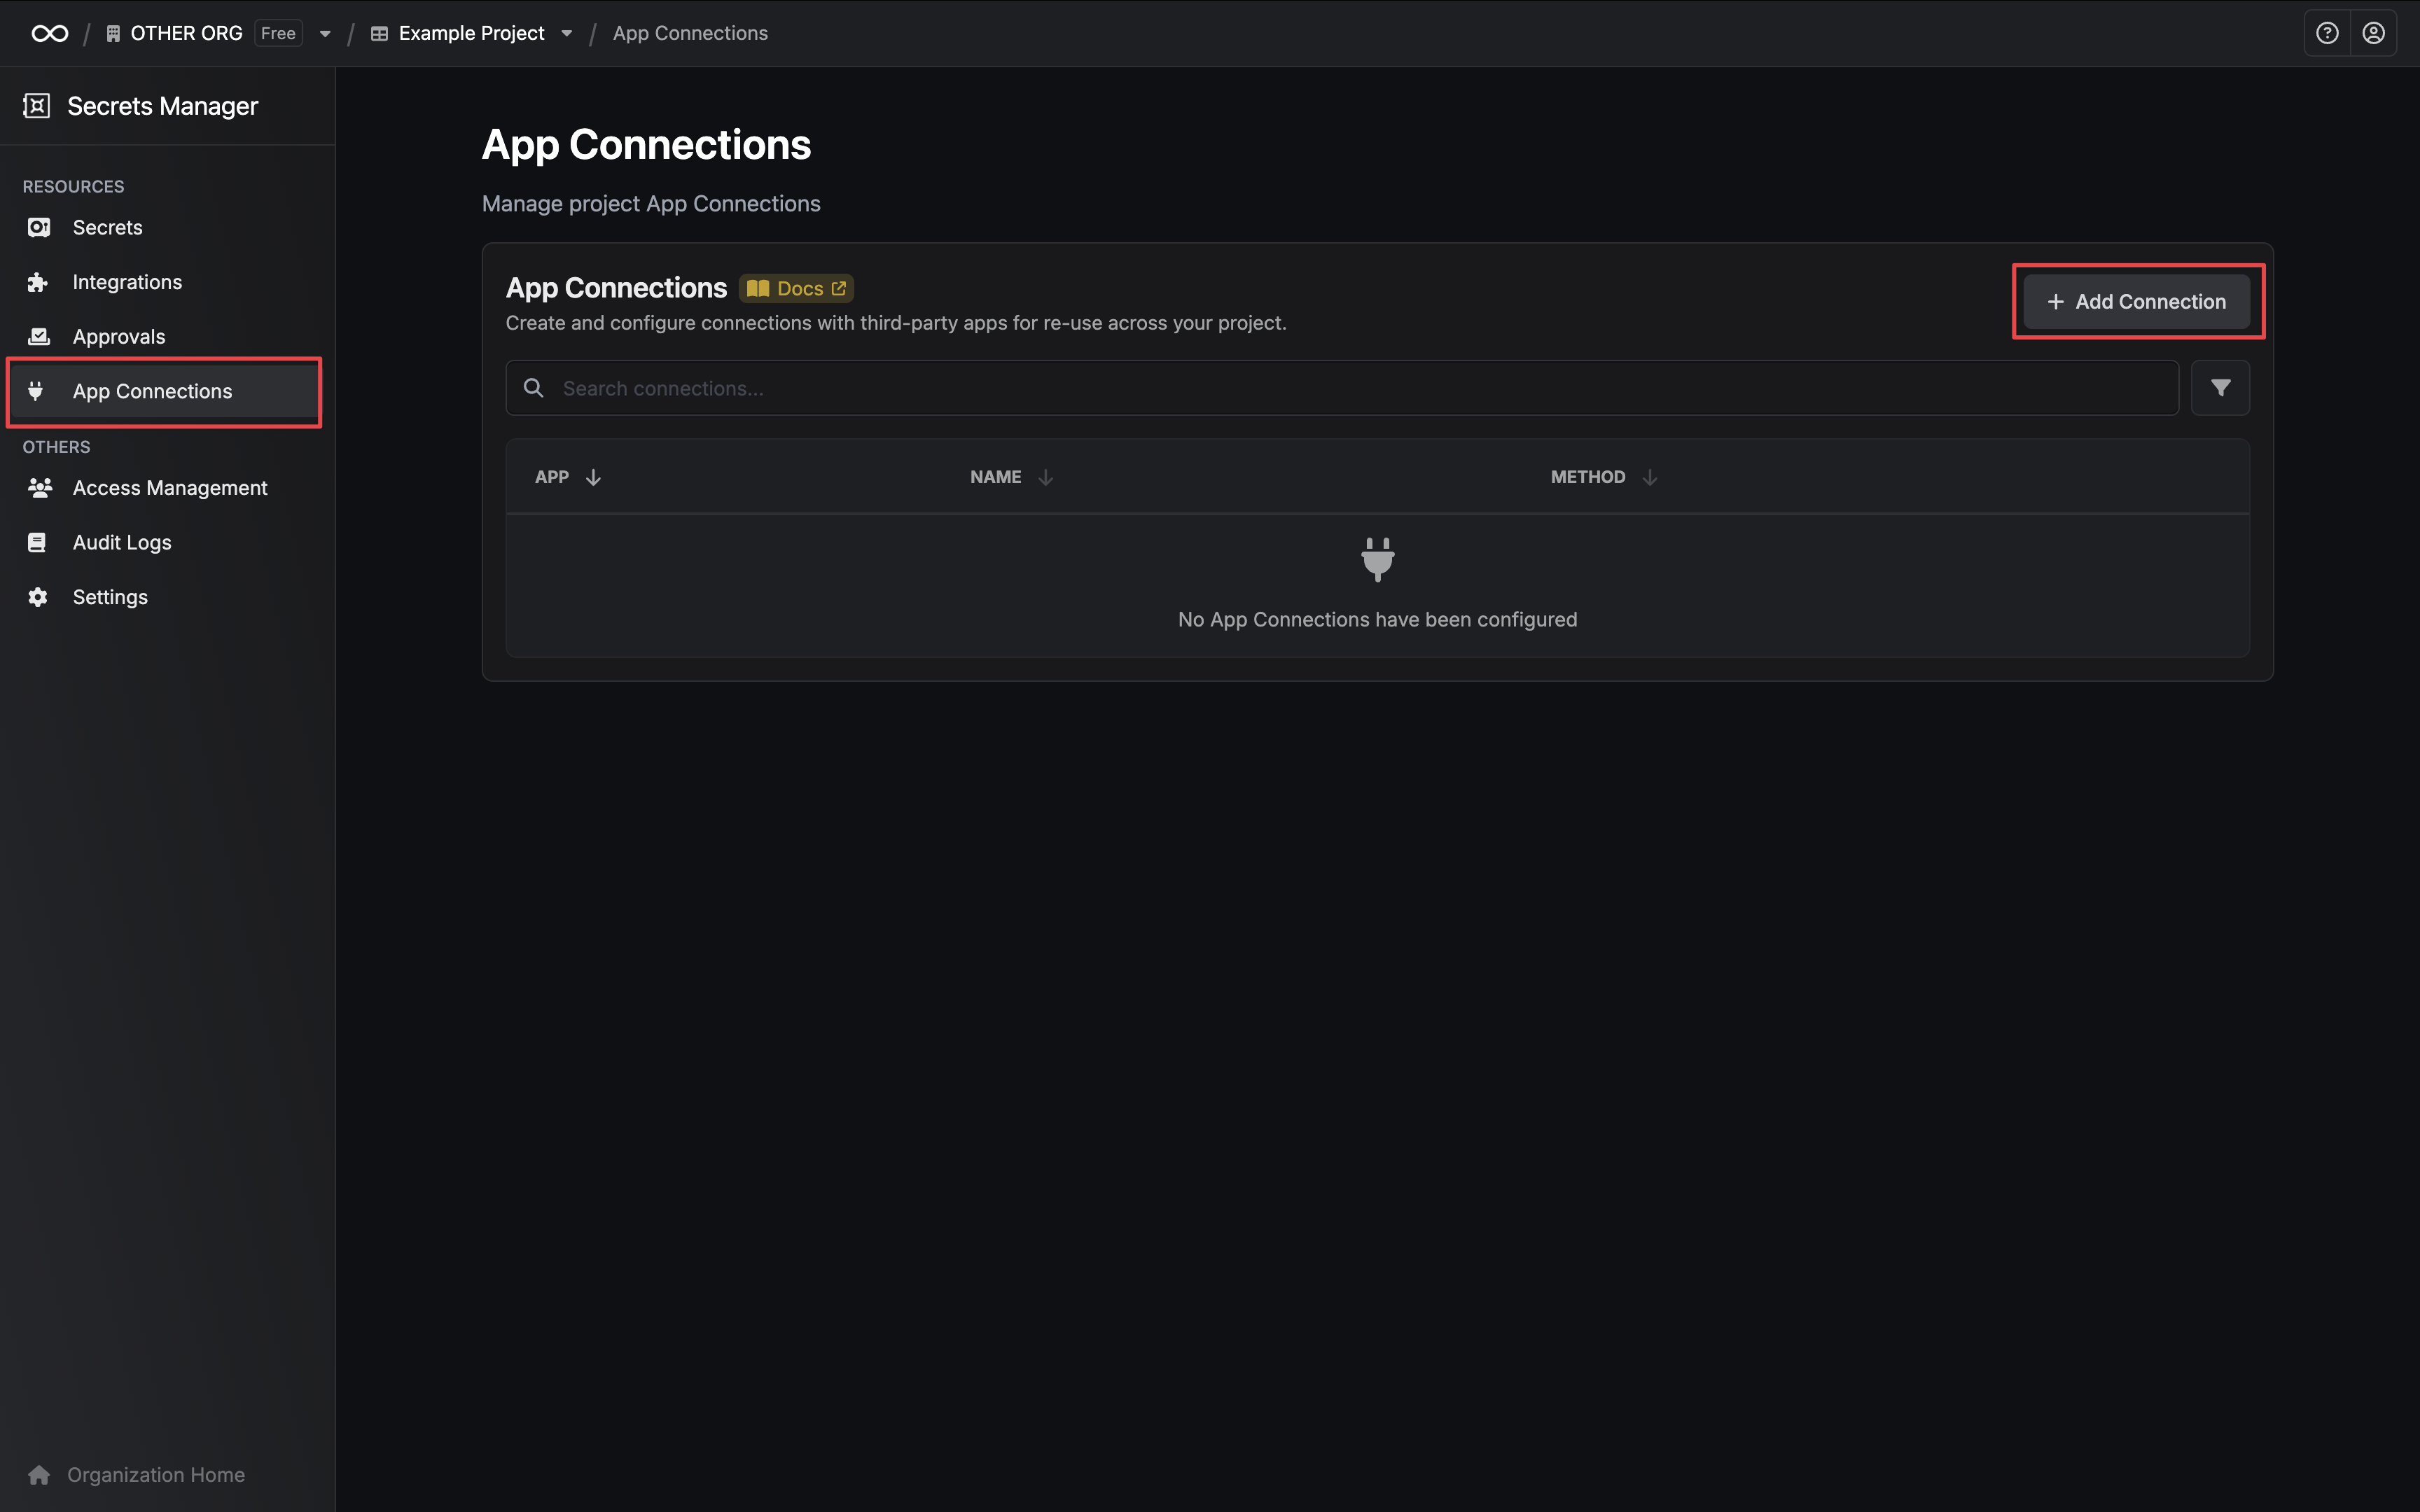 / OTHER ORG Free / Example Project / App Connections
Secrets Manager
RESOURCES
Secrets
Integrations
Approvals
App Connections
OTHERS
Access Management
Audit Logs
Settings
Organization Home
App Connections
Manage project App Connections
App Connections Docs
Create and configure connections with third-party apps for re-use across your project.
+ Add Connection
Search connections...
APP NAME METHOD
No App Connections have been configured